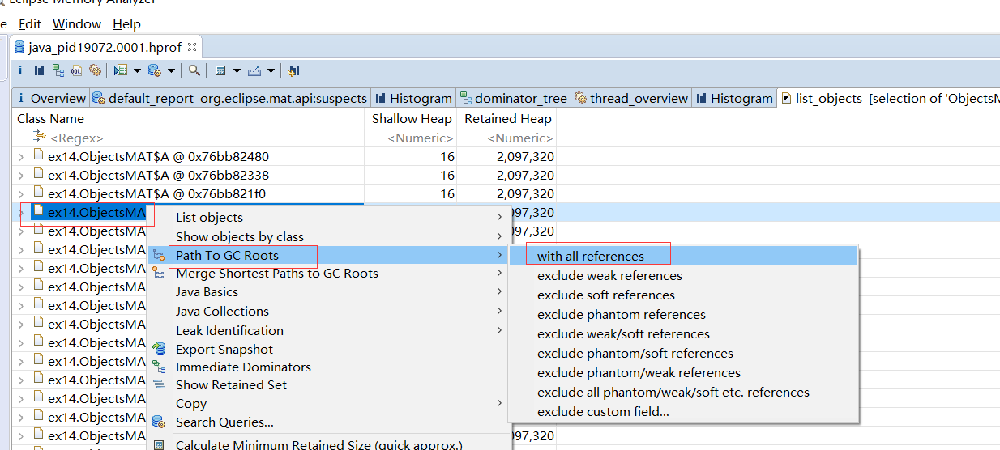 Eclipse Memory Analyzer
e Edit Window Help
java_pid19072.0001.hprof
i OQL
i Overview default_report org.eclipse.mat.api:suspects Histogram dominator_tree thread_overview Histogram list_objects [selection of 'ObjectsM
Class Name Shallow Heap Retained Heap
<Regex> <Numeric> <Numeric>
ex14.ObjectsMAT$A @ 0x76bb82480 16 2,097,320
ex14.ObjectsMAT$A @ 0x76bb82338 16 2,097,320
ex14.ObjectsMAT$A @ 0x76bb821f0 16 2,097,320
ex14.ObjectsMA 097,320
ex14.ObjectsMA 097,320
ex14.ObjectsMA
ex14.ObjectsMA
ex14.ObjectsMA
ex14.ObjectsMA
ex14.ObjectsMA
ex14.ObjectsMA
ex14.ObjectsMA
ex14.ObjectsMA
ex14.ObjectsMA
ex14.ObjectsMA
ex14.ObjectsMA 097,320
List objects
Show objects by class
Path To GC Roots
Merge Shortest Paths to GC Roots
Java Basics
Java Collections
Leak Identification
Export Snapshot
Immediate Dominators
Show Retained Set
Copy
Search Queries...
Calculate Minimum Retained Size (quick approx.)
with all references
exclude weak references
exclude soft references
exclude phantom references
exclude weak/soft references
exclude phantom/soft references
exclude phantom/weak references
exclude all phantom/weak/soft etc. references
exclude custom field...